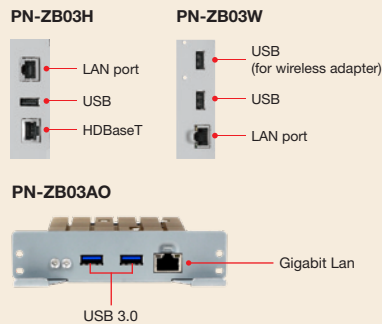 PN-ZB03H
LAN port
USB
HDBaseT
PN-ZB03W
USB
(for wireless adapter)
USB
LAN port
PN-ZB03AO
Gigabit Lan
USB 3.0